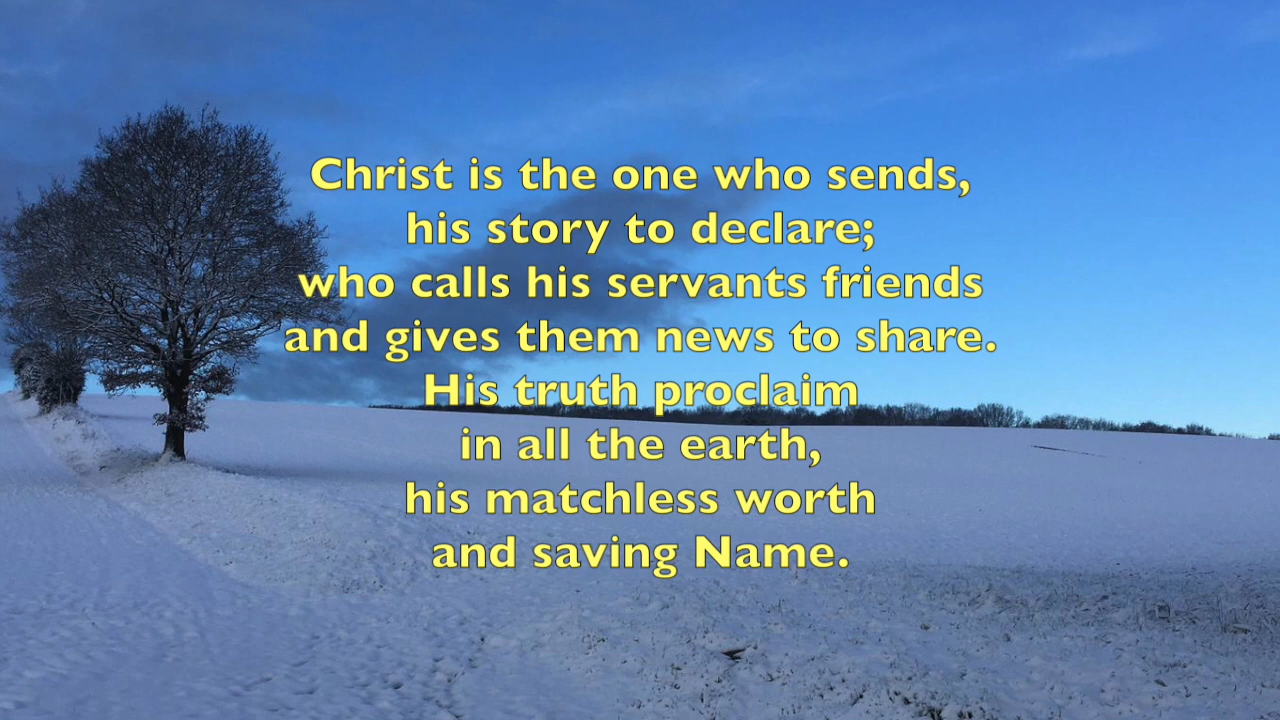 Christ is the one who sends,
his story to declare;
who calls his servants friends
and gives them news to share.
His truth proclaim
in all the earth,
his matchless worth
and saving Name.